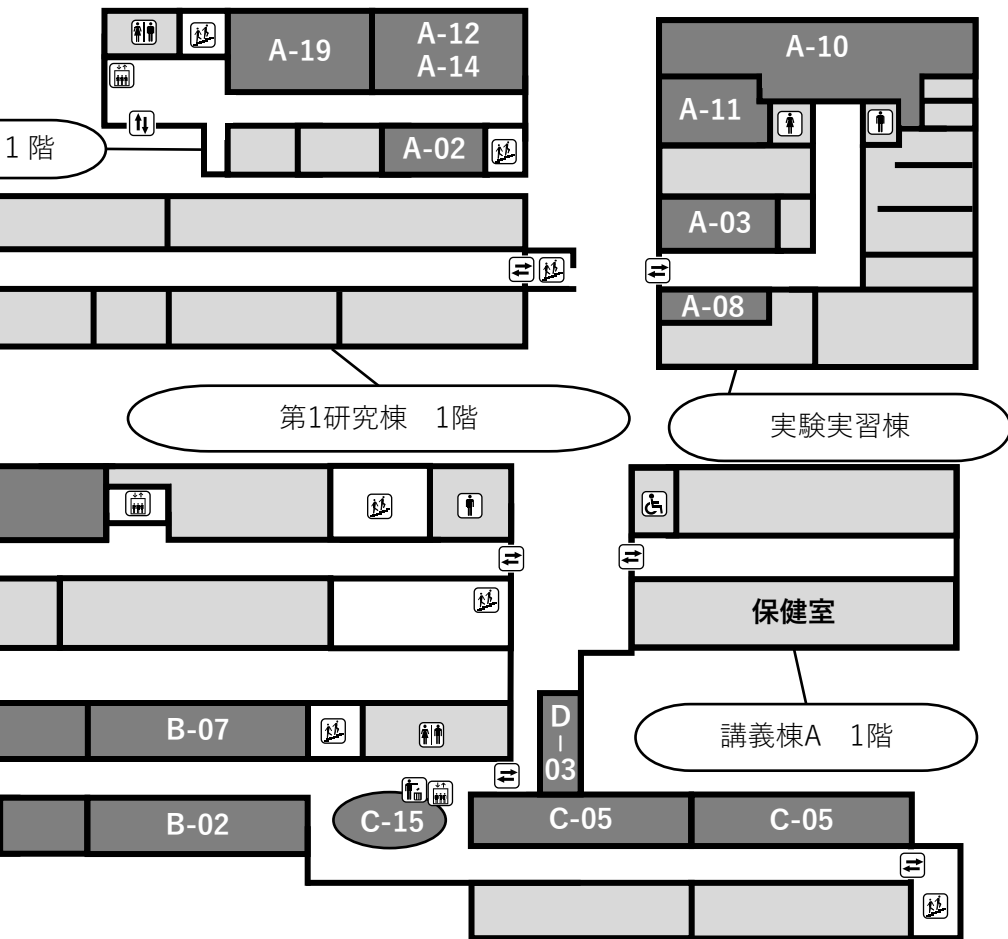 A-19
A-12
A-14
A-10
A-11
1階
A-02
A-03
A-08
第1研究棟　1階
実験実習棟
保健室
B-07
D-03
講義棟A　1階
B-02
C-15
C-05
C-05